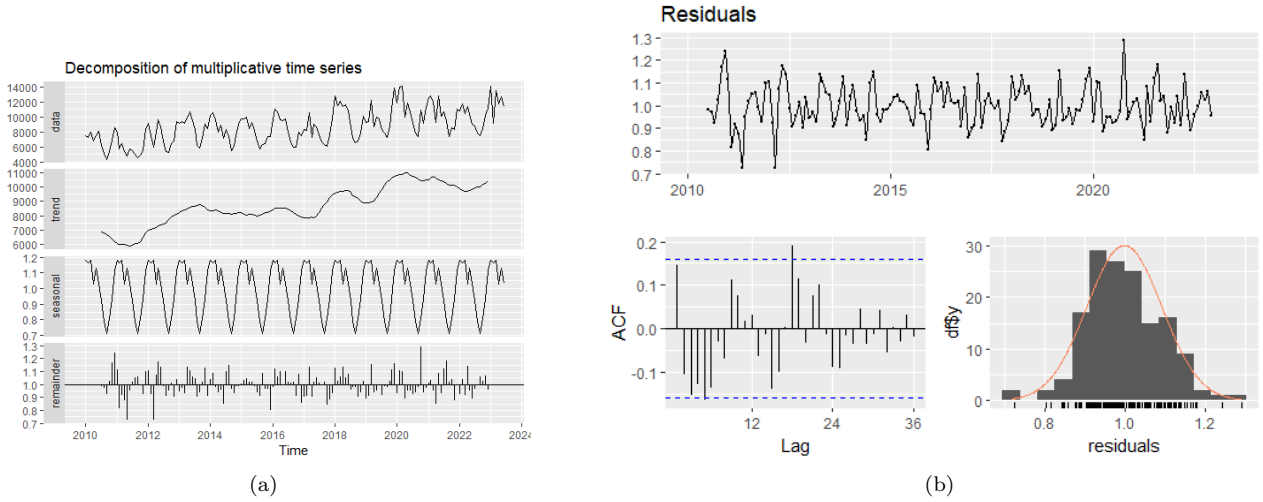 Decomposition of multiplicative time series
data
14000
12000
10000
8000
6000
4000
trend
11000
10000
9000
8000
7000
6000
seasonal
1.2
1.1
1.0
0.9
0.8
0.7
remainder
1.3
1.2
1.1
1.0
0.9
0.8
0.7
2010 2012 2014 2016 2018 2020 2022 2024
Time
(a)
Residuals
1.3
1.2
1.1
1.0
0.9
0.8
0.7
2010 2015 2020
ACF
0.2
0.1
0.0
-0.1
12 24 36
Lag
df$y
30
20
10
0
0.8 1.0 1.2
residuals
(b)